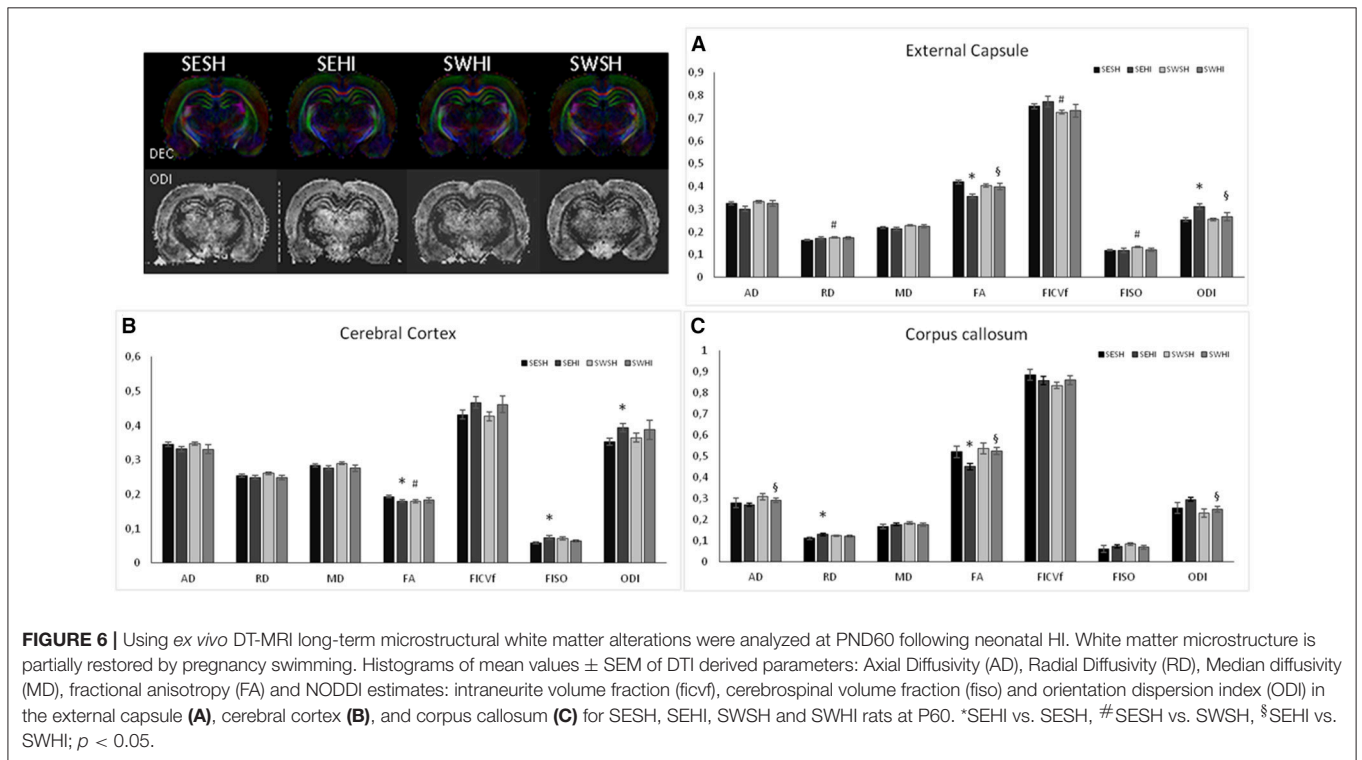 SESH SEHI SWHI SWSH
DEC
ODI
A
External Capsule
SESH SEHI SWSH SWHI
0,9
0,8
0,7
0,6
0,5
0,4
0,3
0,2
0,1
0
# * § # # * §
AD RD MD FA FICVf FISO ODI
B
Cerebral Cortex
SESH SEHI SWSH SWHI
0,6
0,5
0,4
0,3
0,2
0,1
0
* # * *
AD RD MD FA FICVf FISO ODI
C
Corpus callosum
SESH SEHI SWSH SWHI
1
0,9
0,8
0,7
0,6
0,5
0,4
0,3
0,2
0,1
0
§ * * § §
AD RD MD FA FICVf FISO ODI
FIGURE 6 | Using ex vivo DT-MRI long-term microstructural white matter alterations were analyzed at PND60 following neonatal HI. White matter microstructure is
partially restored by pregnancy swimming. Histograms of mean values ± SEM of DTI derived parameters: Axial Diffusivity (AD), Radial Diffusivity (RD), Median diffusivity
(MD), fractional anisotropy (FA) and NODDI estimates: intraneurite volume fraction (ficvf), cerebrospinal volume fraction (fiso) and orientation dispersion index (ODI) in
the external capsule (A), cerebral cortex (B), and corpus callosum (C) for SESH, SEHI, SWSH and SWHI rats at P60. *SEHI vs. SESH, #SESH vs. SWSH, §SEHI vs.
SWHI; p < 0.05.